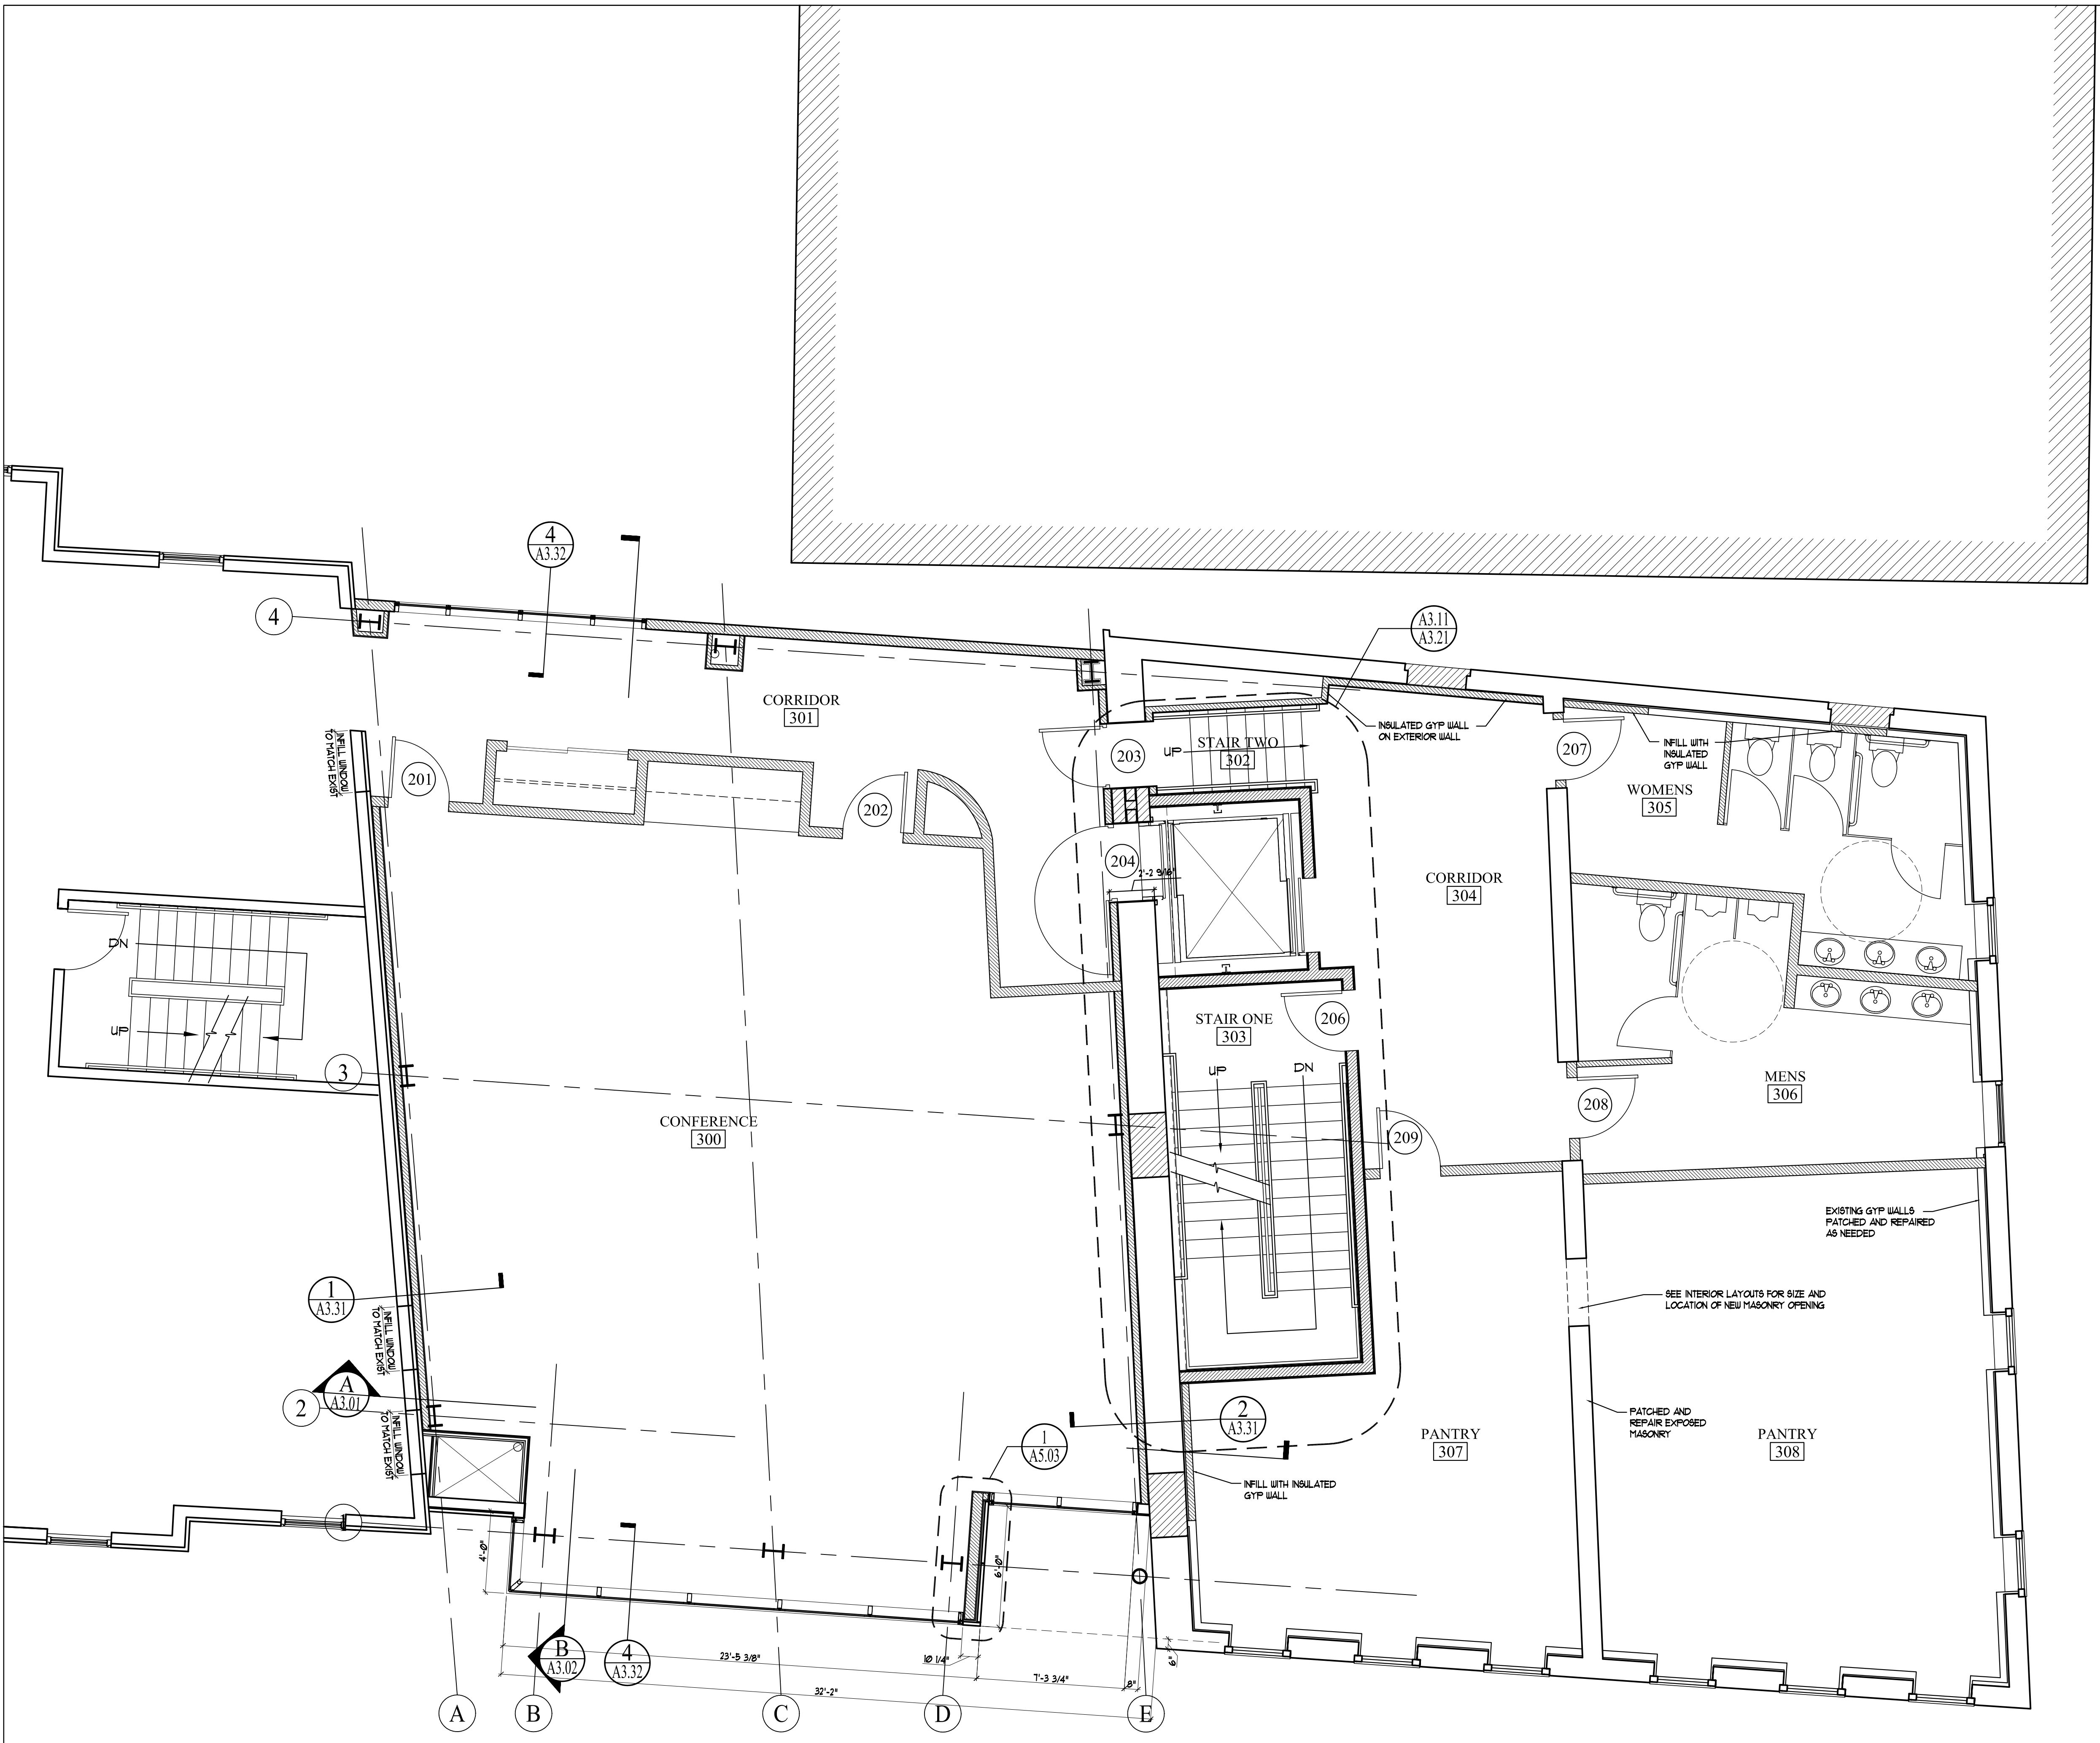 4
A3.32
4
A3.11
A3.21
CORRIDOR
301
INSULATED GYP WALL
ON EXTERIOR WALL
203
UP
STAIR TWO
302
207
INFILL WITH
INSULATED
GYP WALL
INFILL WINDOW
TO MATCH EXIST
201
202
WOMENS
305
204
2'-2 9/16"
CORRIDOR
304
DN
UP
STAIR ONE
303
206
3
UP
DN
MENS
306
208
CONFERENCE
300
209
EXISTING GYP WALLS
PATCHED AND REPAIRED
AS NEEDED
1
A3.31
INFILL WINDOW
TO MATCH EXIST
SEE INTERIOR LAYOUTS FOR SIZE AND
LOCATION OF NEW MASONRY OPENING
A
A3.01
2
INFILL WINDOW
TO MATCH EXIST
2
A3.31
PATCHED AND
REPAIR EXPOSED
MASONRY
1
A5.03
PANTRY
307
PANTRY
308
INFILL WITH INSULATED
GYP WALL
1
4'-0"
6'-0"
B
A3.02
4
A3.32
23'-5 3/8"
10 1/4"
7'-3 3/4"
8"
6"
32'-2"
A
B
C
D
E